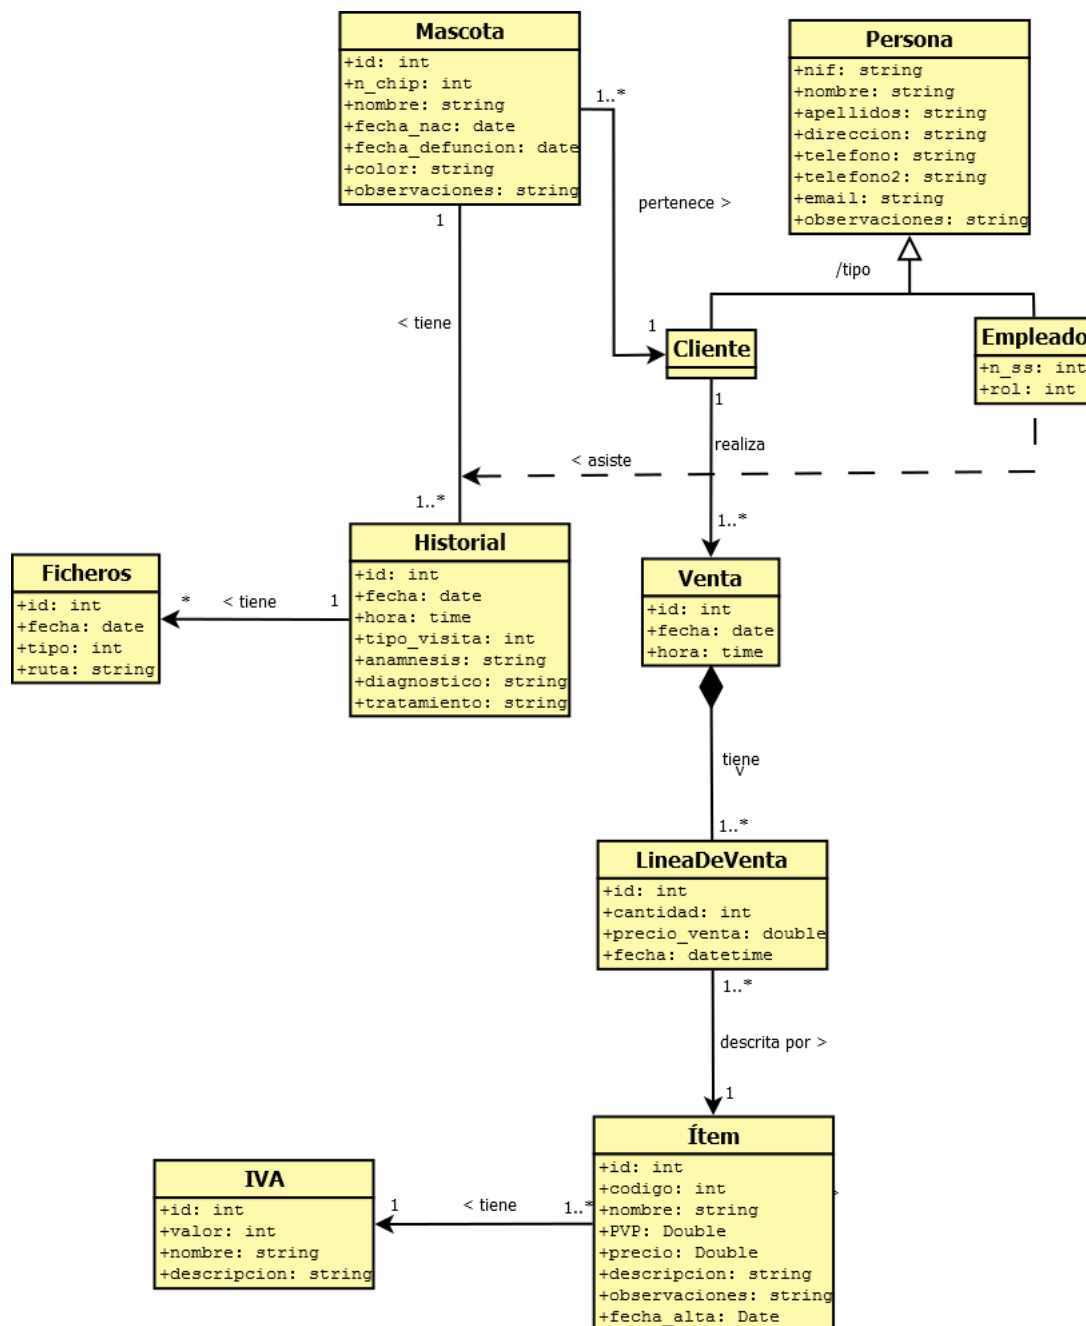 Mascota
+id: int
+n_chip: int
+nombre: string
+fecha_nac: date
+fecha_defuncion: date
+color: string
+observaciones: string
Persona
+nif: string
+nombre: string
+apellidos: string
+direccion: string
+telefono: string
+telefono2: string
+email: string
+observaciones: string
1..*
pertenece >
1
/tipo
1
< tiene
Cliente
Empleado
+n_ss: int
+rol: int
1
realiza
< asiste
1..*
1..*
Historial
+id: int
+fecha: date
+hora: time
+tipo_visita: int
+anamnesis: string
+diagnostico: string
+tratamiento: string
Ficheros
+id: int
+fecha: date
+tipo: int
+ruta: string
*
< tiene
1
Venta
+id: int
+fecha: date
+hora: time
tiene
v
1..*
LineaDeVenta
+id: int
+cantidad: int
+precio_venta: double
+fecha: datetime
1..*
descrita por >
1
Ítem
+id: int
+codigo: int
+nombre: string
+PVP: Double
+precio: Double
+descripcion: string
+observaciones: string
+fecha_alta: Date
>
IVA
+id: int
+valor: int
+nombre: string
+descripcion: string
1
< tiene
1..*